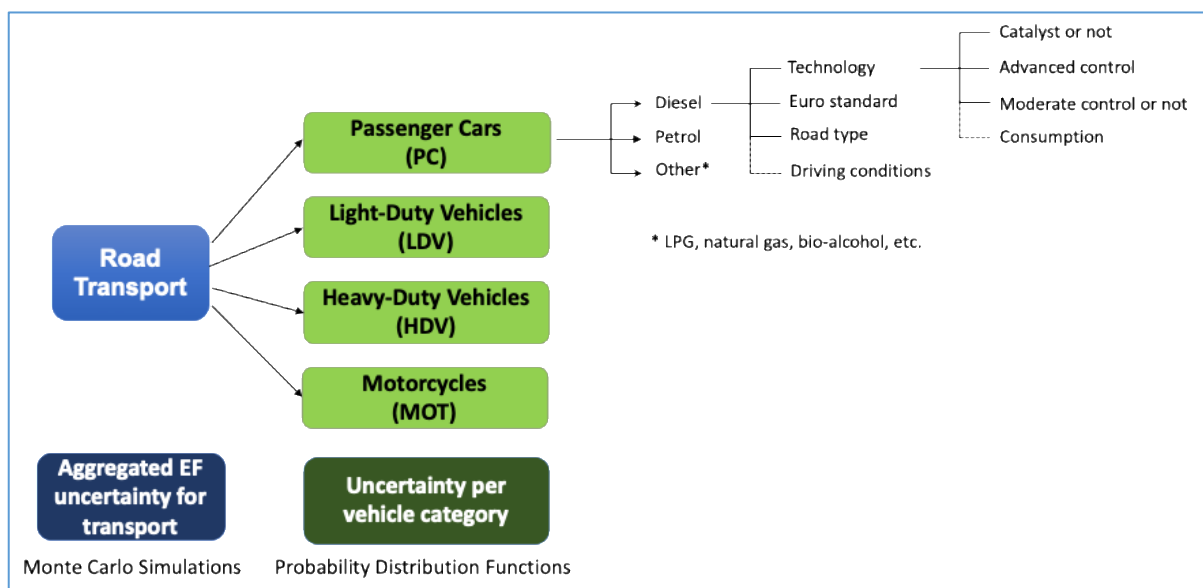 Road
Transport
Passenger Cars
(PC)
Light-Duty Vehicles
(LDV)
Heavy-Duty Vehicles
(HDV)
Motorcycles
(MOT)
Diesel
Petrol
Other*
Technology
Euro standard
Road type
Driving conditions
Catalyst or not
Advanced control
Moderate control or not
Consumption
* LPG, natural gas, bio-alcohol, etc.
Aggregated EF
uncertainty for
transport
Uncertainty per
vehicle category
Monte Carlo Simulations
Probability Distribution Functions